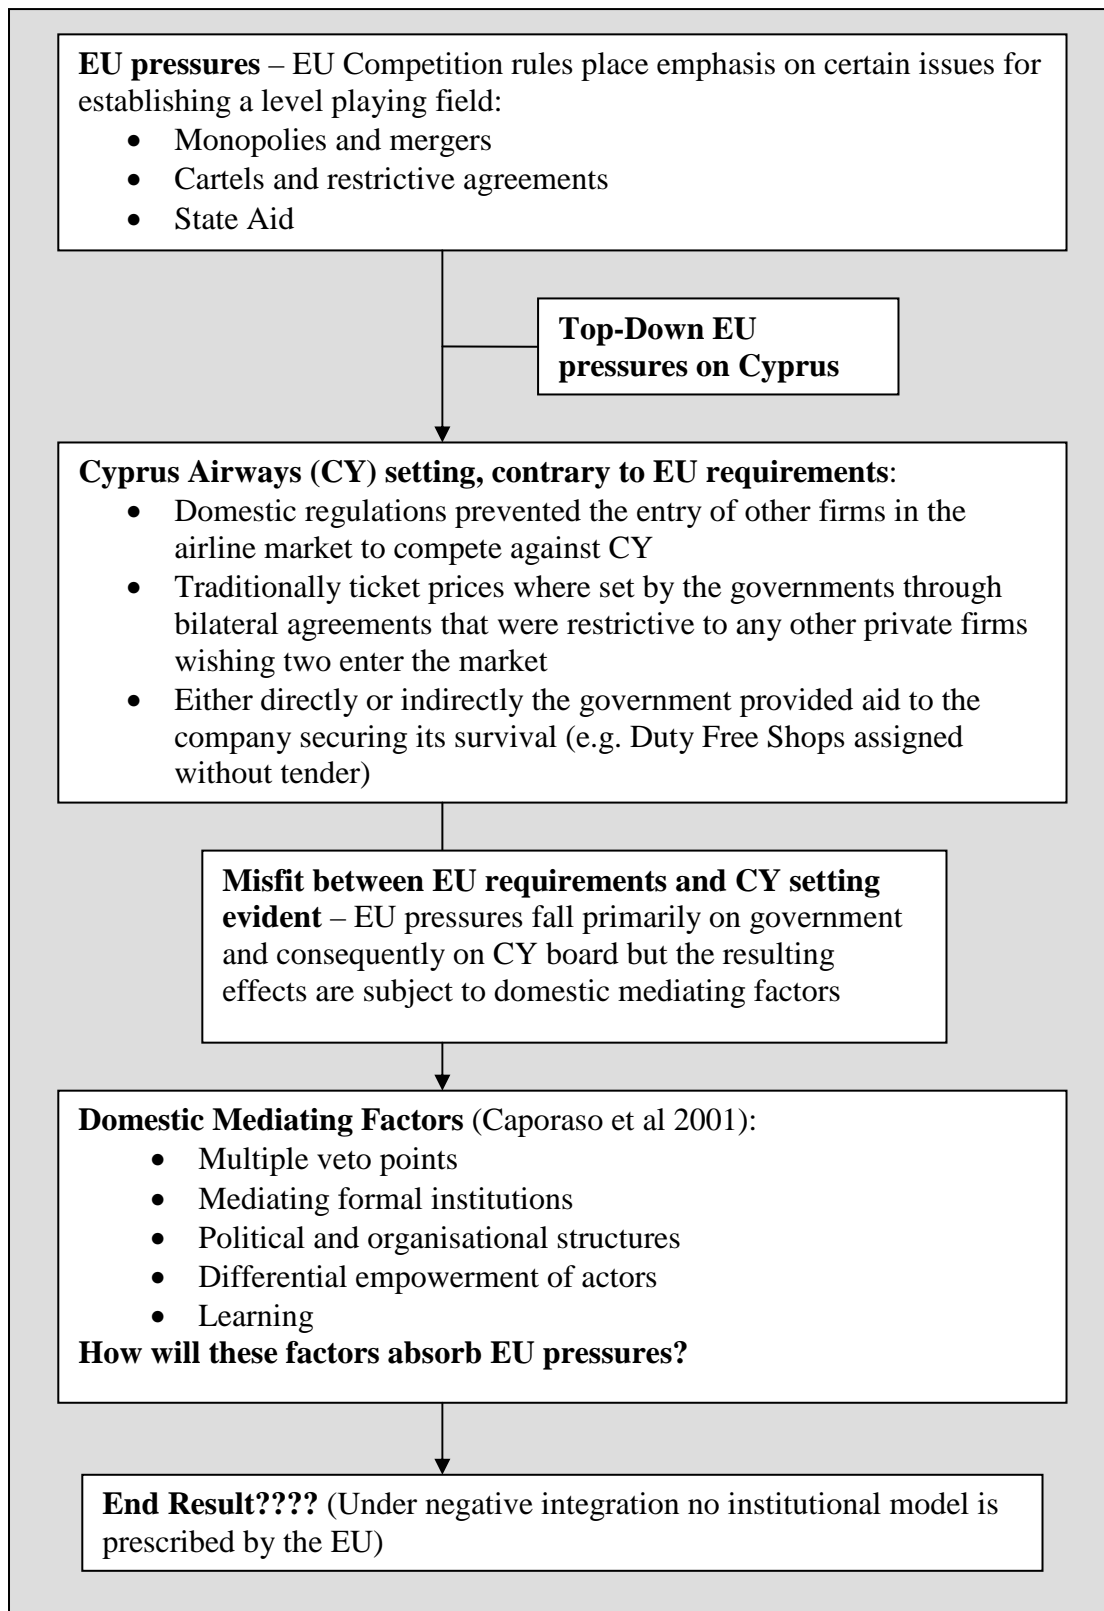 EU pressures – EU Competition rules place emphasis on certain issues for
establishing a level playing field:
• Monopolies and mergers
• Cartels and restrictive agreements
• State Aid
Top-Down EU
pressures on Cyprus
Cyprus Airways (CY) setting, contrary to EU requirements:
• Domestic regulations prevented the entry of other firms in the
airline market to compete against CY
• Traditionally ticket prices where set by the governments through
bilateral agreements that were restrictive to any other private firms
wishing two enter the market
• Either directly or indirectly the government provided aid to the
company securing its survival (e.g. Duty Free Shops assigned
without tender)
Misfit between EU requirements and CY setting
evident – EU pressures fall primarily on government
and consequently on CY board but the resulting
effects are subject to domestic mediating factors
Domestic Mediating Factors (Caporaso et al 2001):
• Multiple veto points
• Mediating formal institutions
• Political and organisational structures
• Differential empowerment of actors
• Learning
How will these factors absorb EU pressures?
End Result???? (Under negative integration no institutional model is
prescribed by the EU)